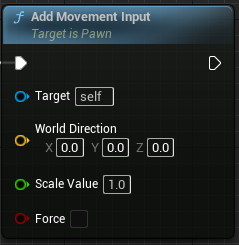 f Add Movement Input
Target is Pawn
Target self
World Direction
X 0.0 Y 0.0 Z 0.0
Scale Value 1.0
Force